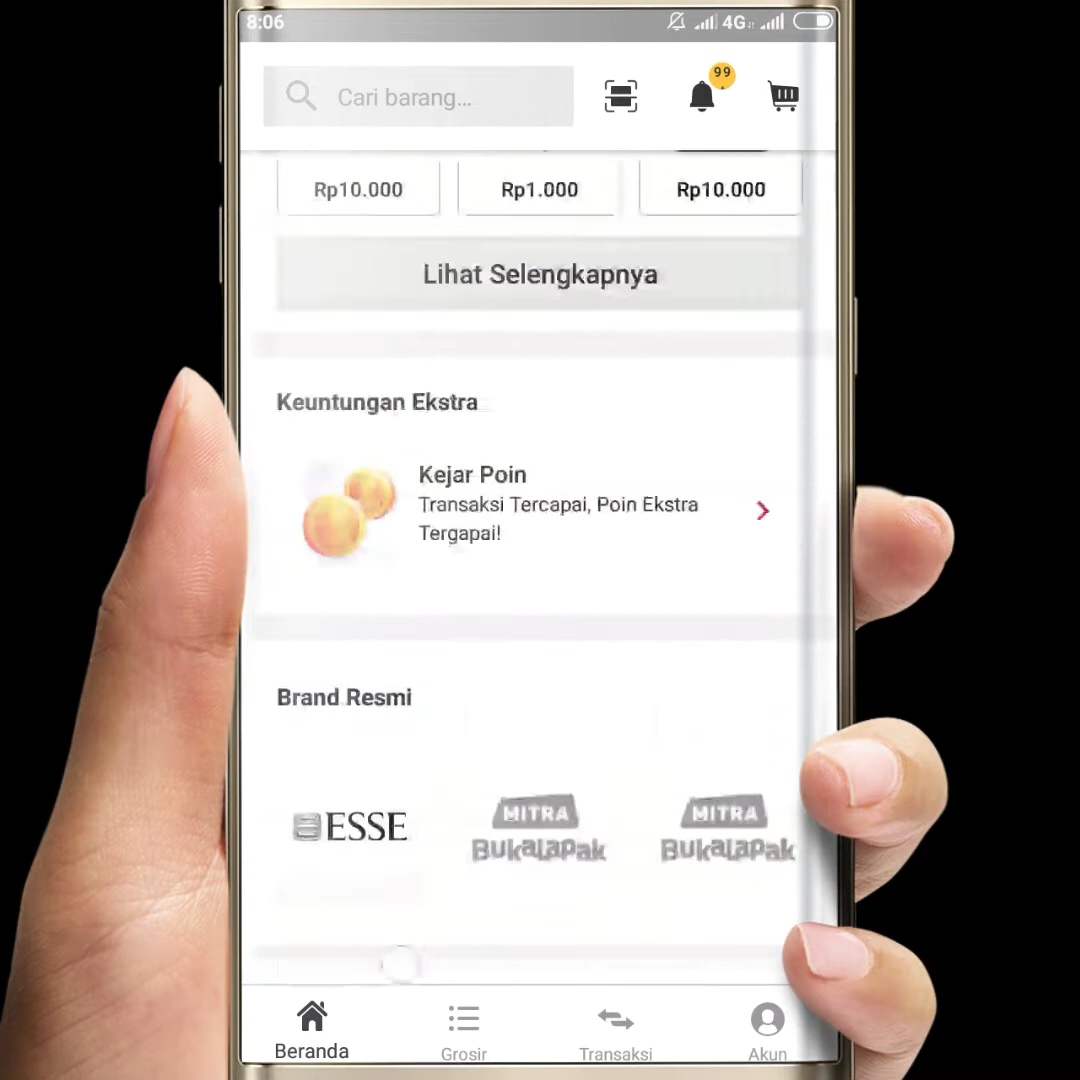 8:06
4G
Cari barang...
99
Rp10.000
Rp1.000
Rp10.000
Lihat Selengkapnya
Keuntungan Ekstra
Kejar Poin
Transaksi Tercapai, Poin Ekstra
Tergapai!
Brand Resmi
ESSE
MITRA
Bukalapak
MITRA
Bukalapak
Beranda
Grosir
Transaksi
Akun